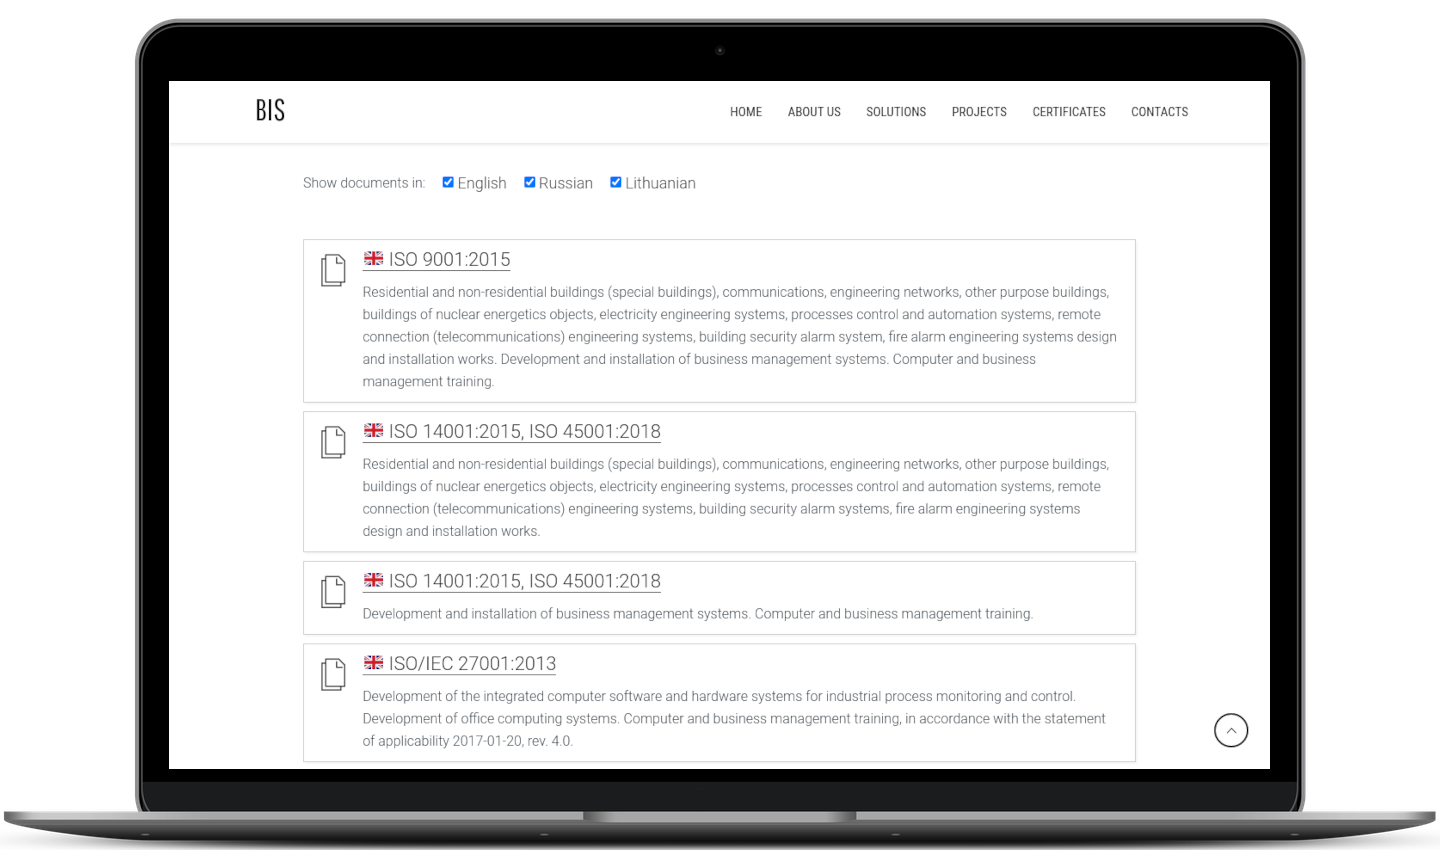 BIS
HOME ABOUT US SOLUTIONS PROJECTS CERTIFICATES CONTACTS
Show documents in: English Russian Lithuanian
ISO 9001:2015
Residential and non-residential buildings (special buildings), communications, engineering networks, other purpose buildings,
buildings of nuclear energetics objects, electricity engineering systems, processes control and automation systems, remote
connection (telecommunications) engineering systems, building security alarm system, fire alarm engineering systems design
and installation works. Development and installation of business management systems. Computer and business
management training.
ISO 14001:2015, ISO 45001:2018
Residential and non-residential buildings (special buildings), communications, engineering networks, other purpose buildings,
buildings of nuclear energetics objects, electricity engineering systems, processes control and automation systems, remote
connection (telecommunications) engineering systems, building security alarm systems, fire alarm engineering systems
design and installation works.
ISO 14001:2015, ISO 45001:2018
Development and installation of business management systems. Computer and business management training.
ISO/IEC 27001:2013
Development of the integrated computer software and hardware systems for industrial process monitoring and control.
Development of office computing systems. Computer and business management training, in accordance with the statement
of applicability 2017-01-20, rev. 4.0.